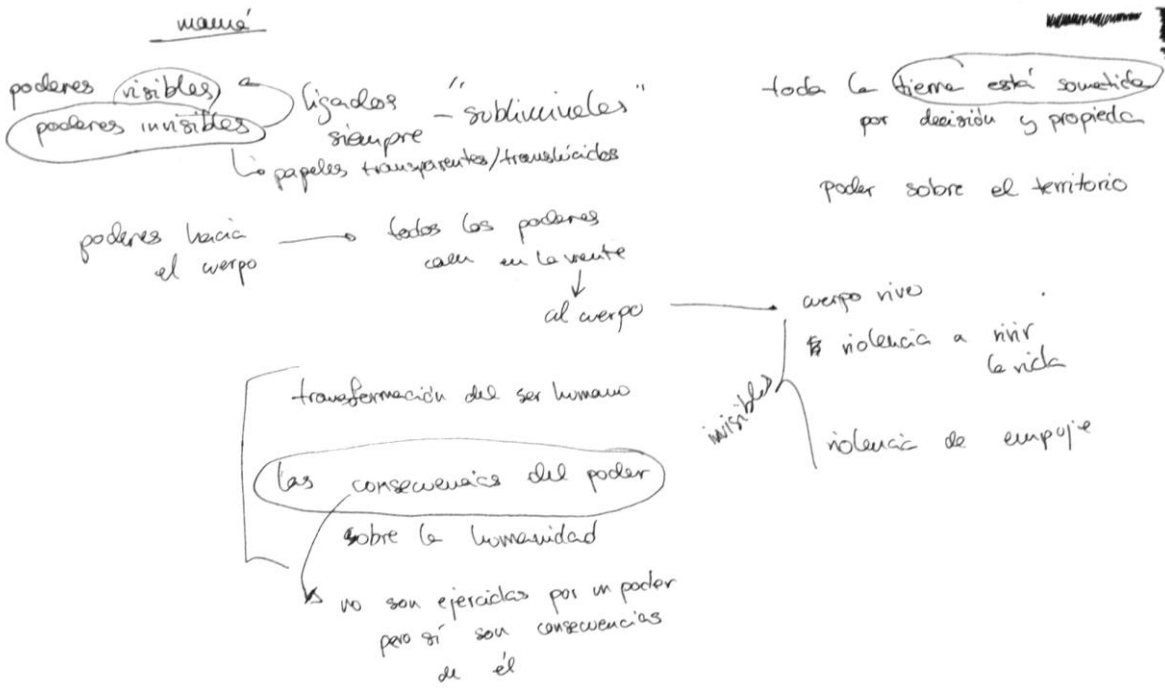 mamá
poderes visibles
poderes invisibles
ligados
siempre - "subliminales"
papeles transparentes/translúcidos
toda la tierra está sometida
por decisión y propieda
poder sobre el territorio
poderes hacia
el cuerpo
todos los poderes
caen en la mente
al cuerpo
cuerpo vivo
violencia a vivir
la vida
invisibles
violencia de empuje
transformación del ser humano
las consecuencias del poder
sobre la humanidad
no son ejercidas por un poder
pero sí son consecuencias
de él